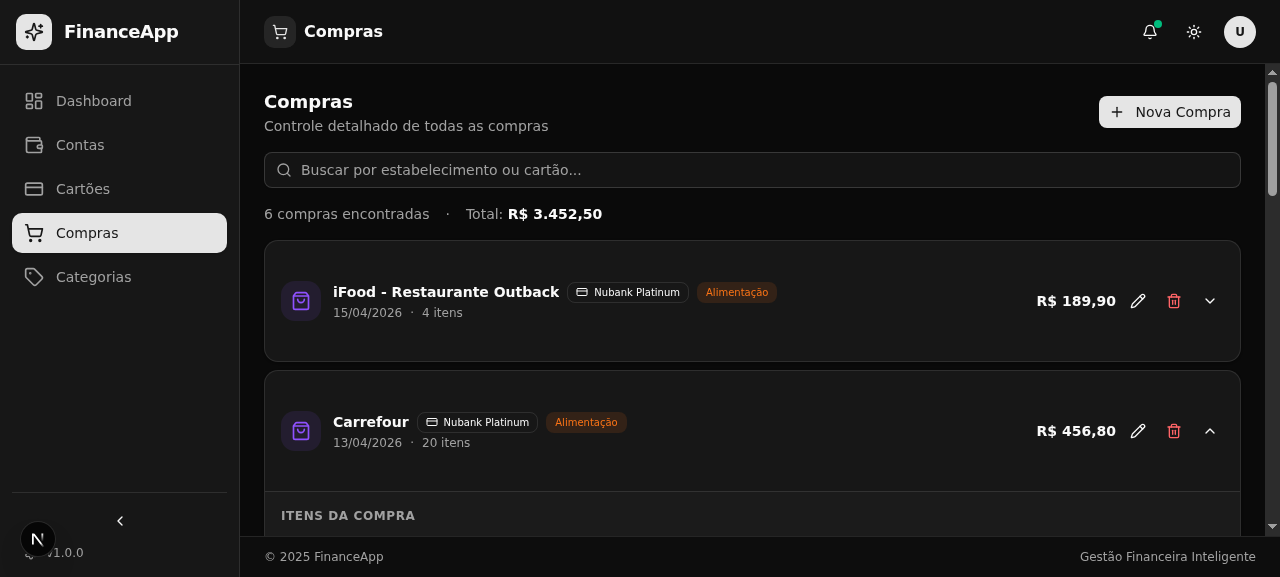 FinanceApp
Compras
U
Dashboard
Contas
Cartões
Compras
Categorias
N
v1.0.0
Compras
Controle detalhado de todas as compras
+ Nova Compra
Buscar por estabelecimento ou cartão...
6 compras encontradas · Total: R$ 3.452,50
iFood - Restaurante Outback Nubank Platinum Alimentação
15/04/2026 · 4 itens
R$ 189,90
Carrefour Nubank Platinum Alimentação
13/04/2026 · 20 itens
R$ 456,80
ITENS DA COMPRA
© 2025 FinanceApp
Gestão Financeira Inteligente